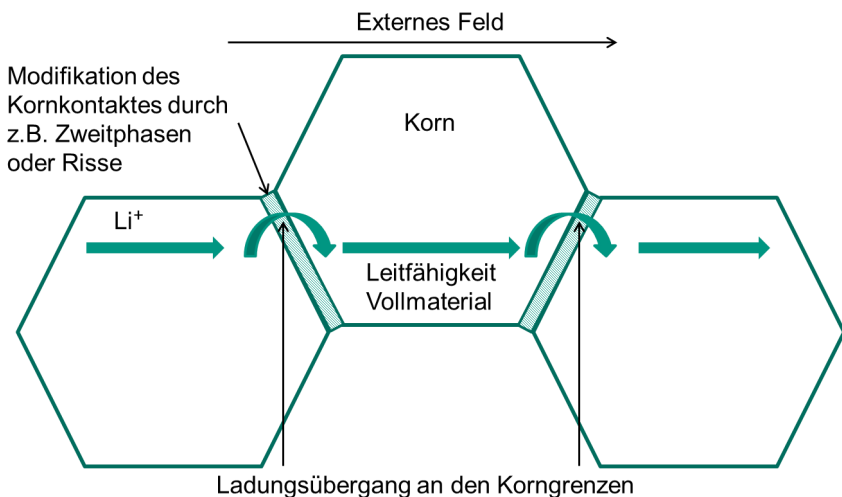 Externes Feld
Modifikation des
Kornkontaktes durch
z.B. Zweitphasen
oder Risse
Korn
Li⁺
Leitfähigkeit
Vollmaterial
Ladungsübergang an den Korngrenzen